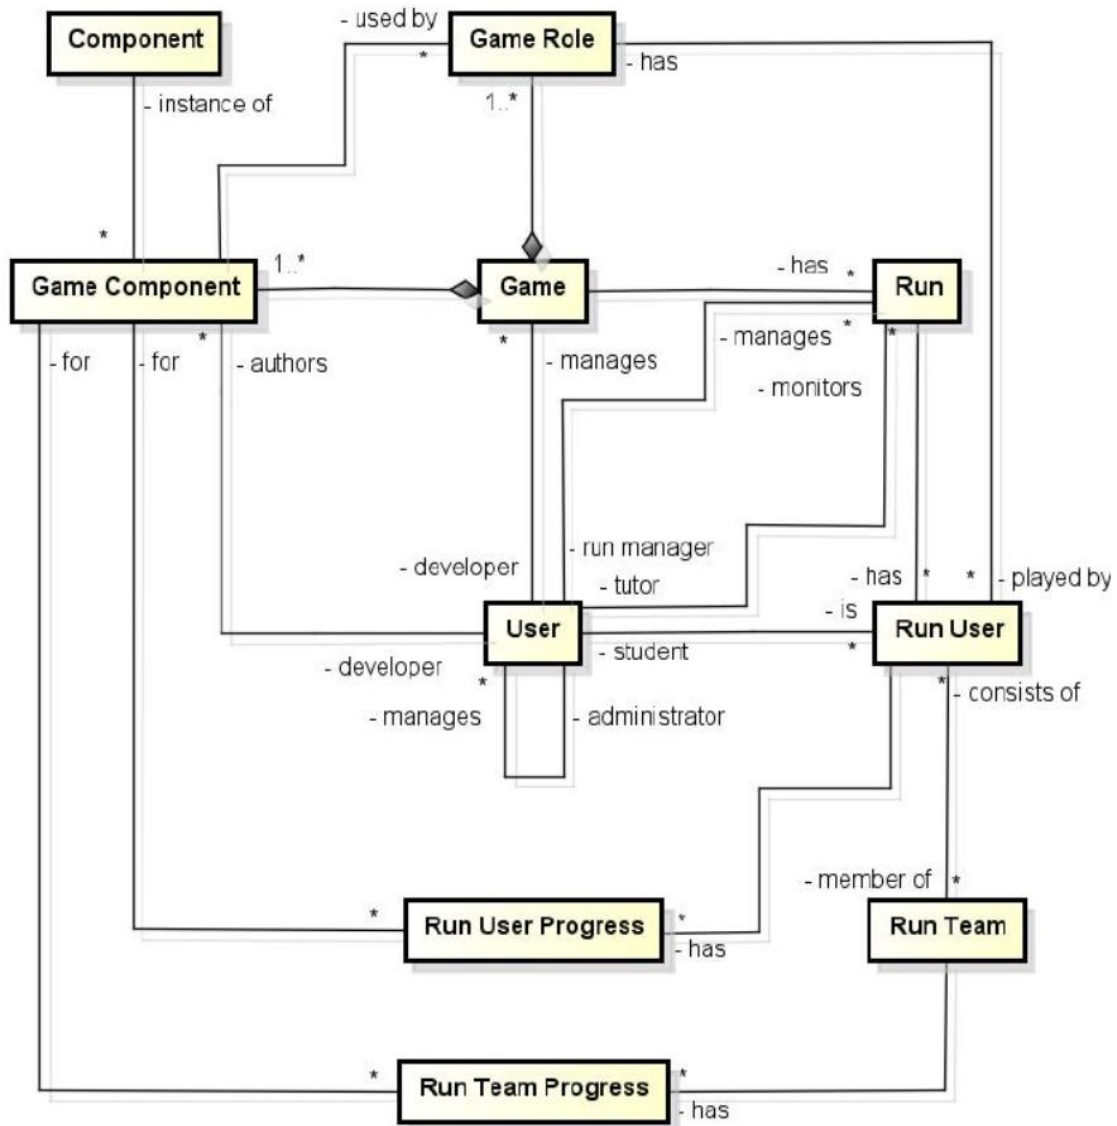 - used by
Component
Game Role
*
- has
- instance of
1..*
*
1..*
- has
*
Game Component
Game
Run
*
*
- manages
*
*
- for
- for
- authors
- manages
- monitors
- run manager
- developer
- has
*
*
- played by
- tutor
- is
User
Run User
- student
*
- developer
*
*
- consists of
- manages
- administrator
- member of
*
*
Run User Progress
*
Run Team
- has
*
Run Team Progress
*
- has